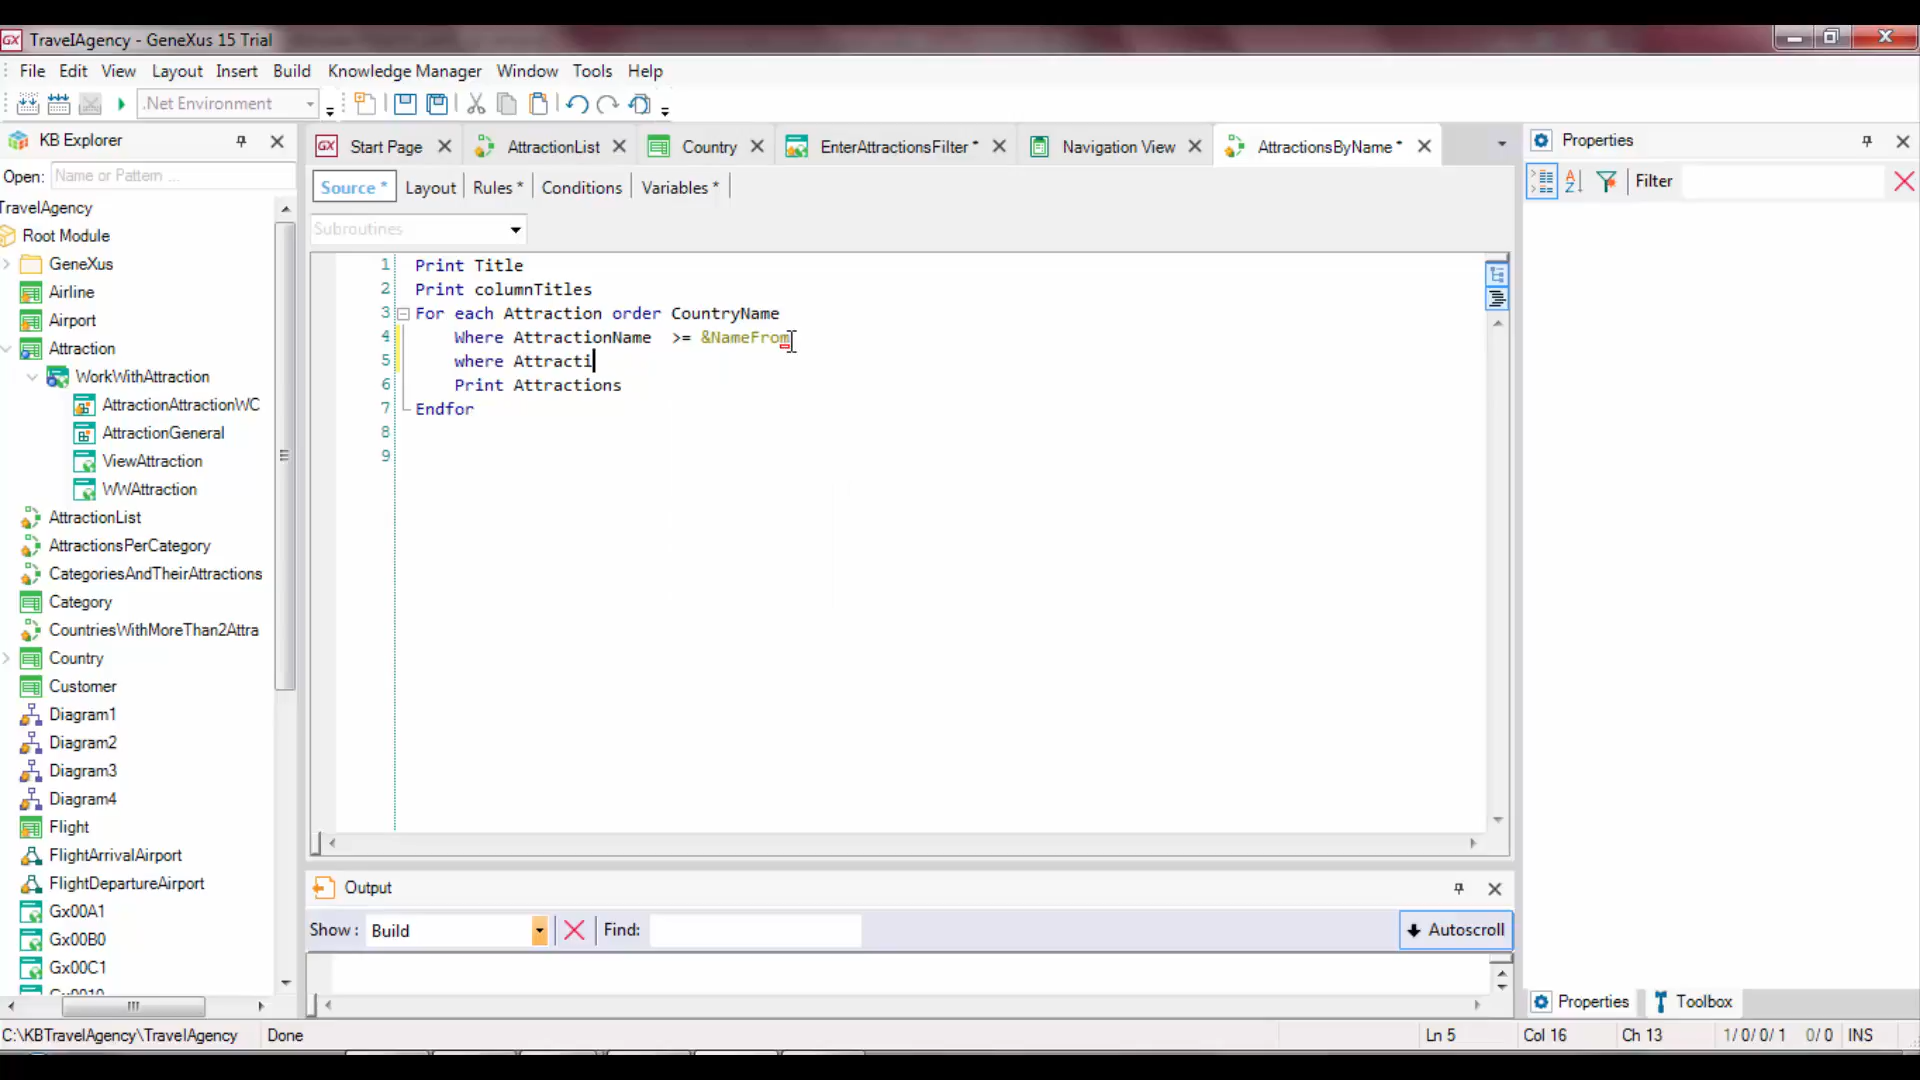 GX TravelAgency - GeneXus 15 Trial
File Edit View Layout Insert Build Knowledge Manager Window Tools Help
.Net Environment
KB Explorer
Open: Name or Pattern ...
TravelAgency
Root Module
GeneXus
Airline
Airport
Attraction
WorkWithAttraction
AttractionAttractionWC
AttractionGeneral
ViewAttraction
WWAttraction
AttractionList
AttractionsPerCategory
CategoriesAndTheirAttractions
Category
CountriesWithMoreThan2Attra
Country
Customer
Diagram1
Diagram2
Diagram3
Diagram4
Flight
FlightArrivalAirport
FlightDepartureAirport
Gx00A1
Gx00B0
Gx00C1
GX Start Page AttractionList Country EnterAttractionsFilter * Navigation View AttractionsByName *
Source * Layout Rules * Conditions Variables *
Subroutines
1 Print Title
2 Print columnTitles
3 For each Attraction order CountryName
4 Where AttractionName >= &NameFrom
5 where Attracti
6 Print Attractions
7 Endfor
8
9
Output
Show : Build Find: Autoscroll
Properties
Filter
Properties Toolbox
C:\KBTravelAgency\TravelAgency Done Ln 5 Col 16 Ch 13 1/0/0/1 0/0 INS